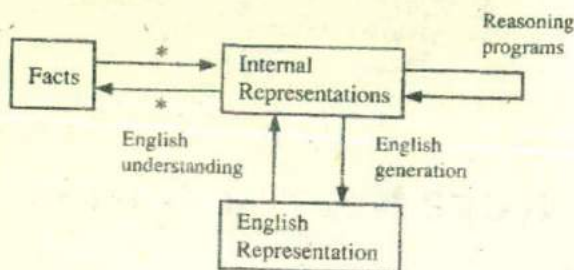 Reasoning
programs
*
Facts
Internal
Representations
*
English
understanding
English
generation
English
Representation